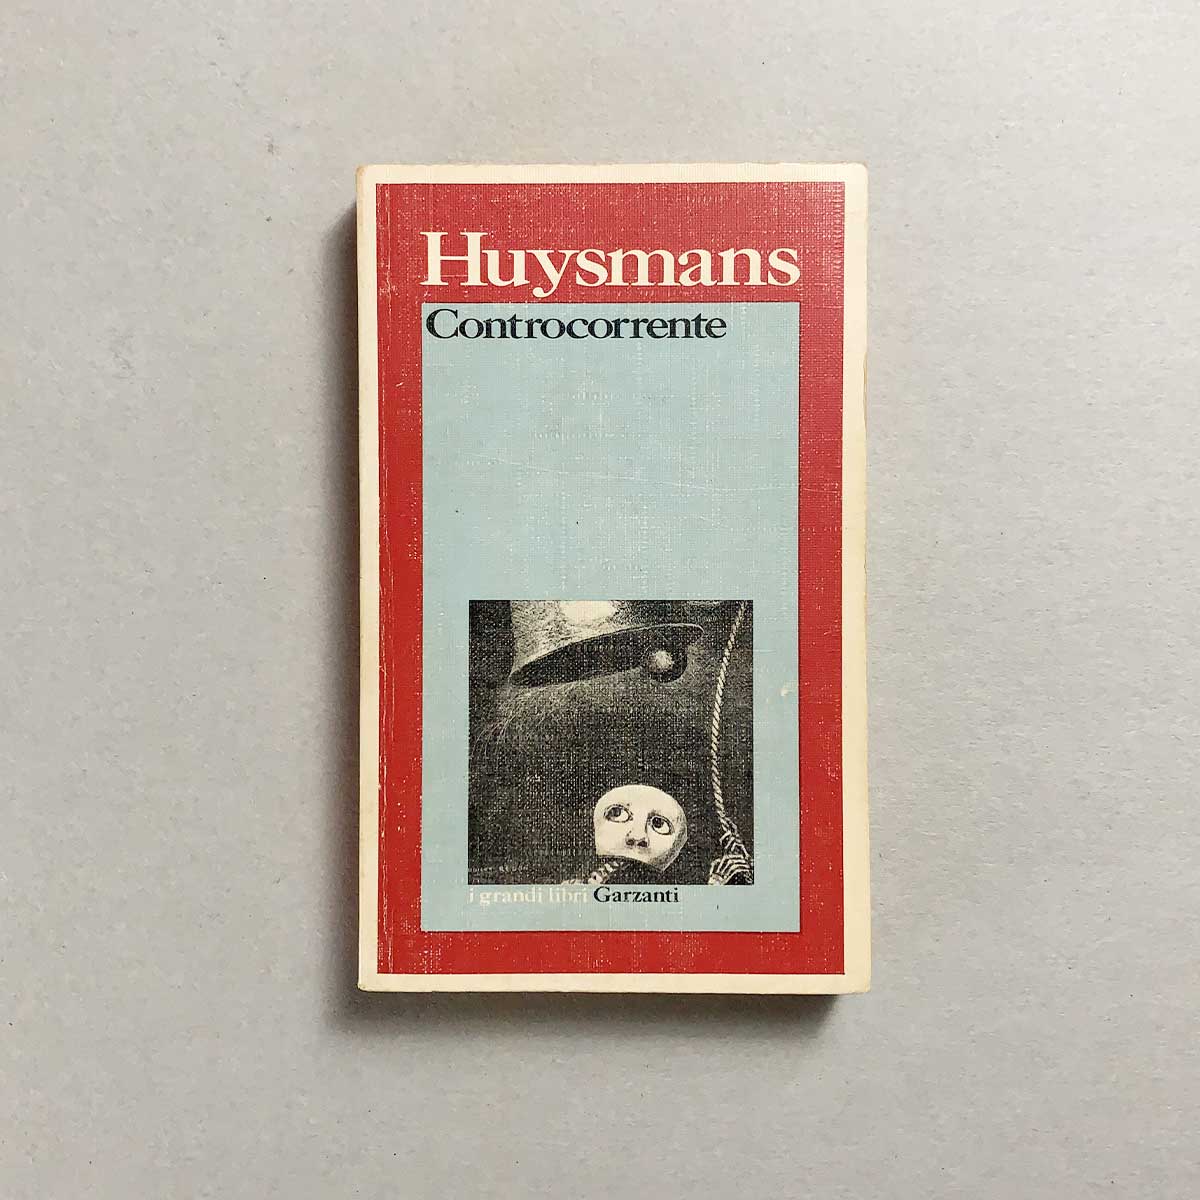 Huysmans
Controcorrente
i grandi libri Garzanti